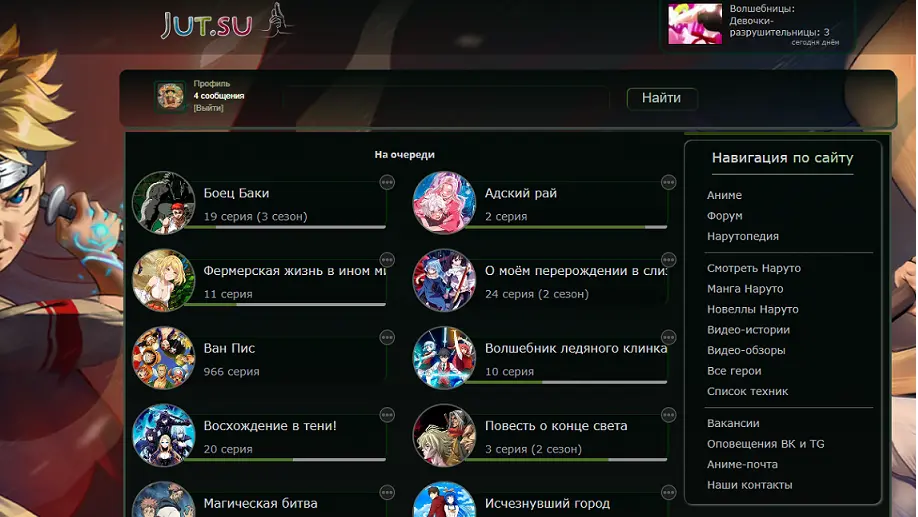 Jut.su
Волшебницы:
Девочки-
разрушительницы: 3
сегодня днём
Профиль
4 сообщения
[Выйти]
Найти
На очереди
Боец Баки
19 серия (3 сезон)
Адский рай
2 серия
Фермерская жизнь в ином ми
11 серия
О моём перерождении в сли
24 серия (2 сезон)
Ван Пис
966 серия
Волшебник ледяного клинка
10 серия
Восхождение в тени!
20 серия
Повесть о конце света
3 серия (2 сезон)
Магическая битва
Исчезнувший город
Навигация по сайту
Аниме
Форум
Нарутопедия
Смотреть Наруто
Манга Наруто
Новеллы Наруто
Видео-истории
Видео-обзоры
Все герои
Список техник
Вакансии
Оповещения ВК и TG
Аниме-почта
Наши контакты